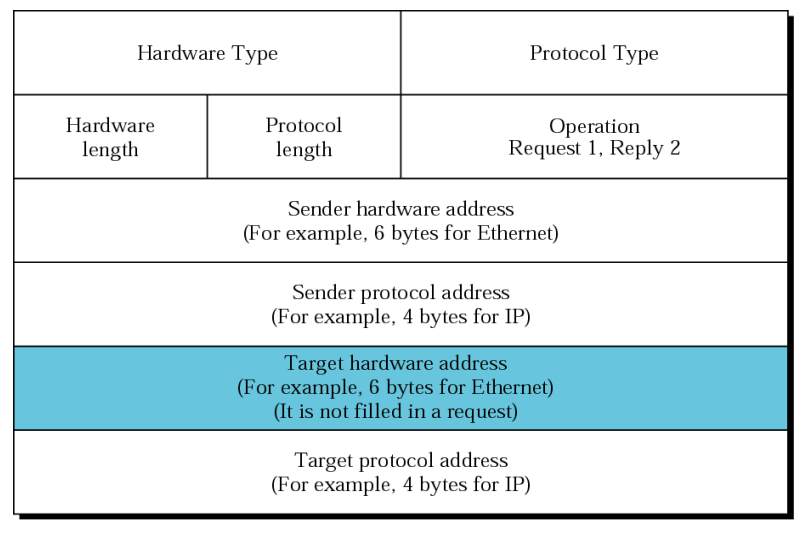 Hardware Type
Protocol Type
Hardware
length
Protocol
length
Operation
Request 1, Reply 2
Sender hardware address
(For example, 6 bytes for Ethernet)
Sender protocol address
(For example, 4 bytes for IP)
Target hardware address
(For example, 6 bytes for Ethernet)
(It is not filled in a request)
Target protocol address
(For example, 4 bytes for IP)